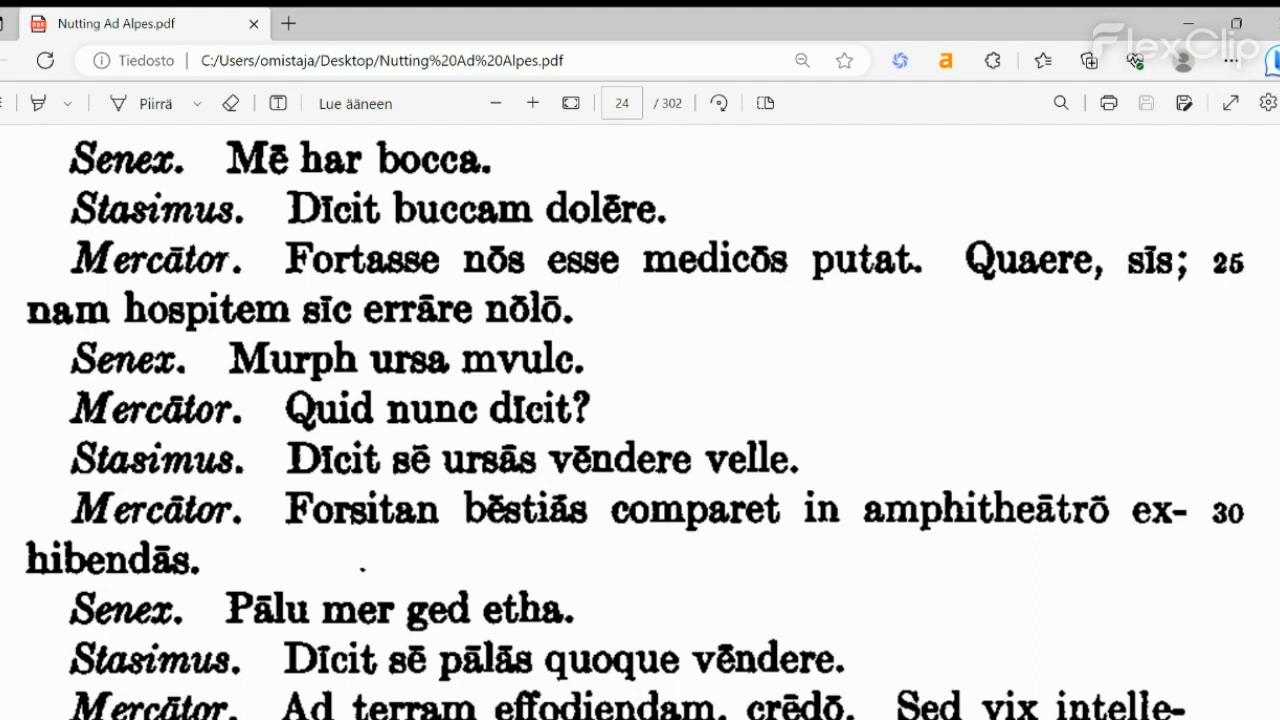 Nutting Ad Alpes.pdf
FlexClip
Tiedosto C:/Users/omistaja/Desktop/Nutting%20Ad%20Alpes.pdf
Piirrä Lue ääneen 24 / 302
Senex. Mē har bocca.
Stasimus. Dīcit buccam dolēre.
Mercātor. Fortasse nōs esse medicōs putat. Quaere, sīs; 25
nam hospitem sīc errāre nōlō.
Senex. Murph ursa mvulc.
Mercātor. Quid nunc dīcit?
Stasimus. Dīcit sē ursās vēndere velle.
Mercātor. Forsitan bēstiās comparet in amphitheātrō ex- 30
hibendās.
Senex. Pālu mer ged etha.
Stasimus. Dīcit sē pālās quoque vēndere.
Mercātor. Ad terram effodiendam, crēdō. Sed vix intelle-